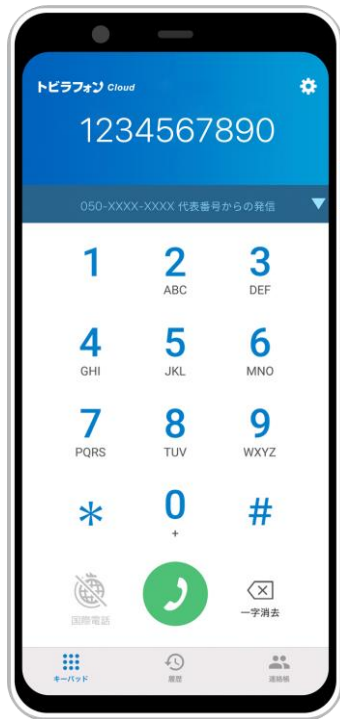 トビラフォン Cloud
1234567890
050-XXXX-XXXX 代表番号からの発信
1 2 3
ABC DEF
4 5 6
GHI JKL MNO
7 8 9
PQRS TUV WXYZ
* 0 #
+
国際電話 一字消去
キーパッド 履歴 連絡帳